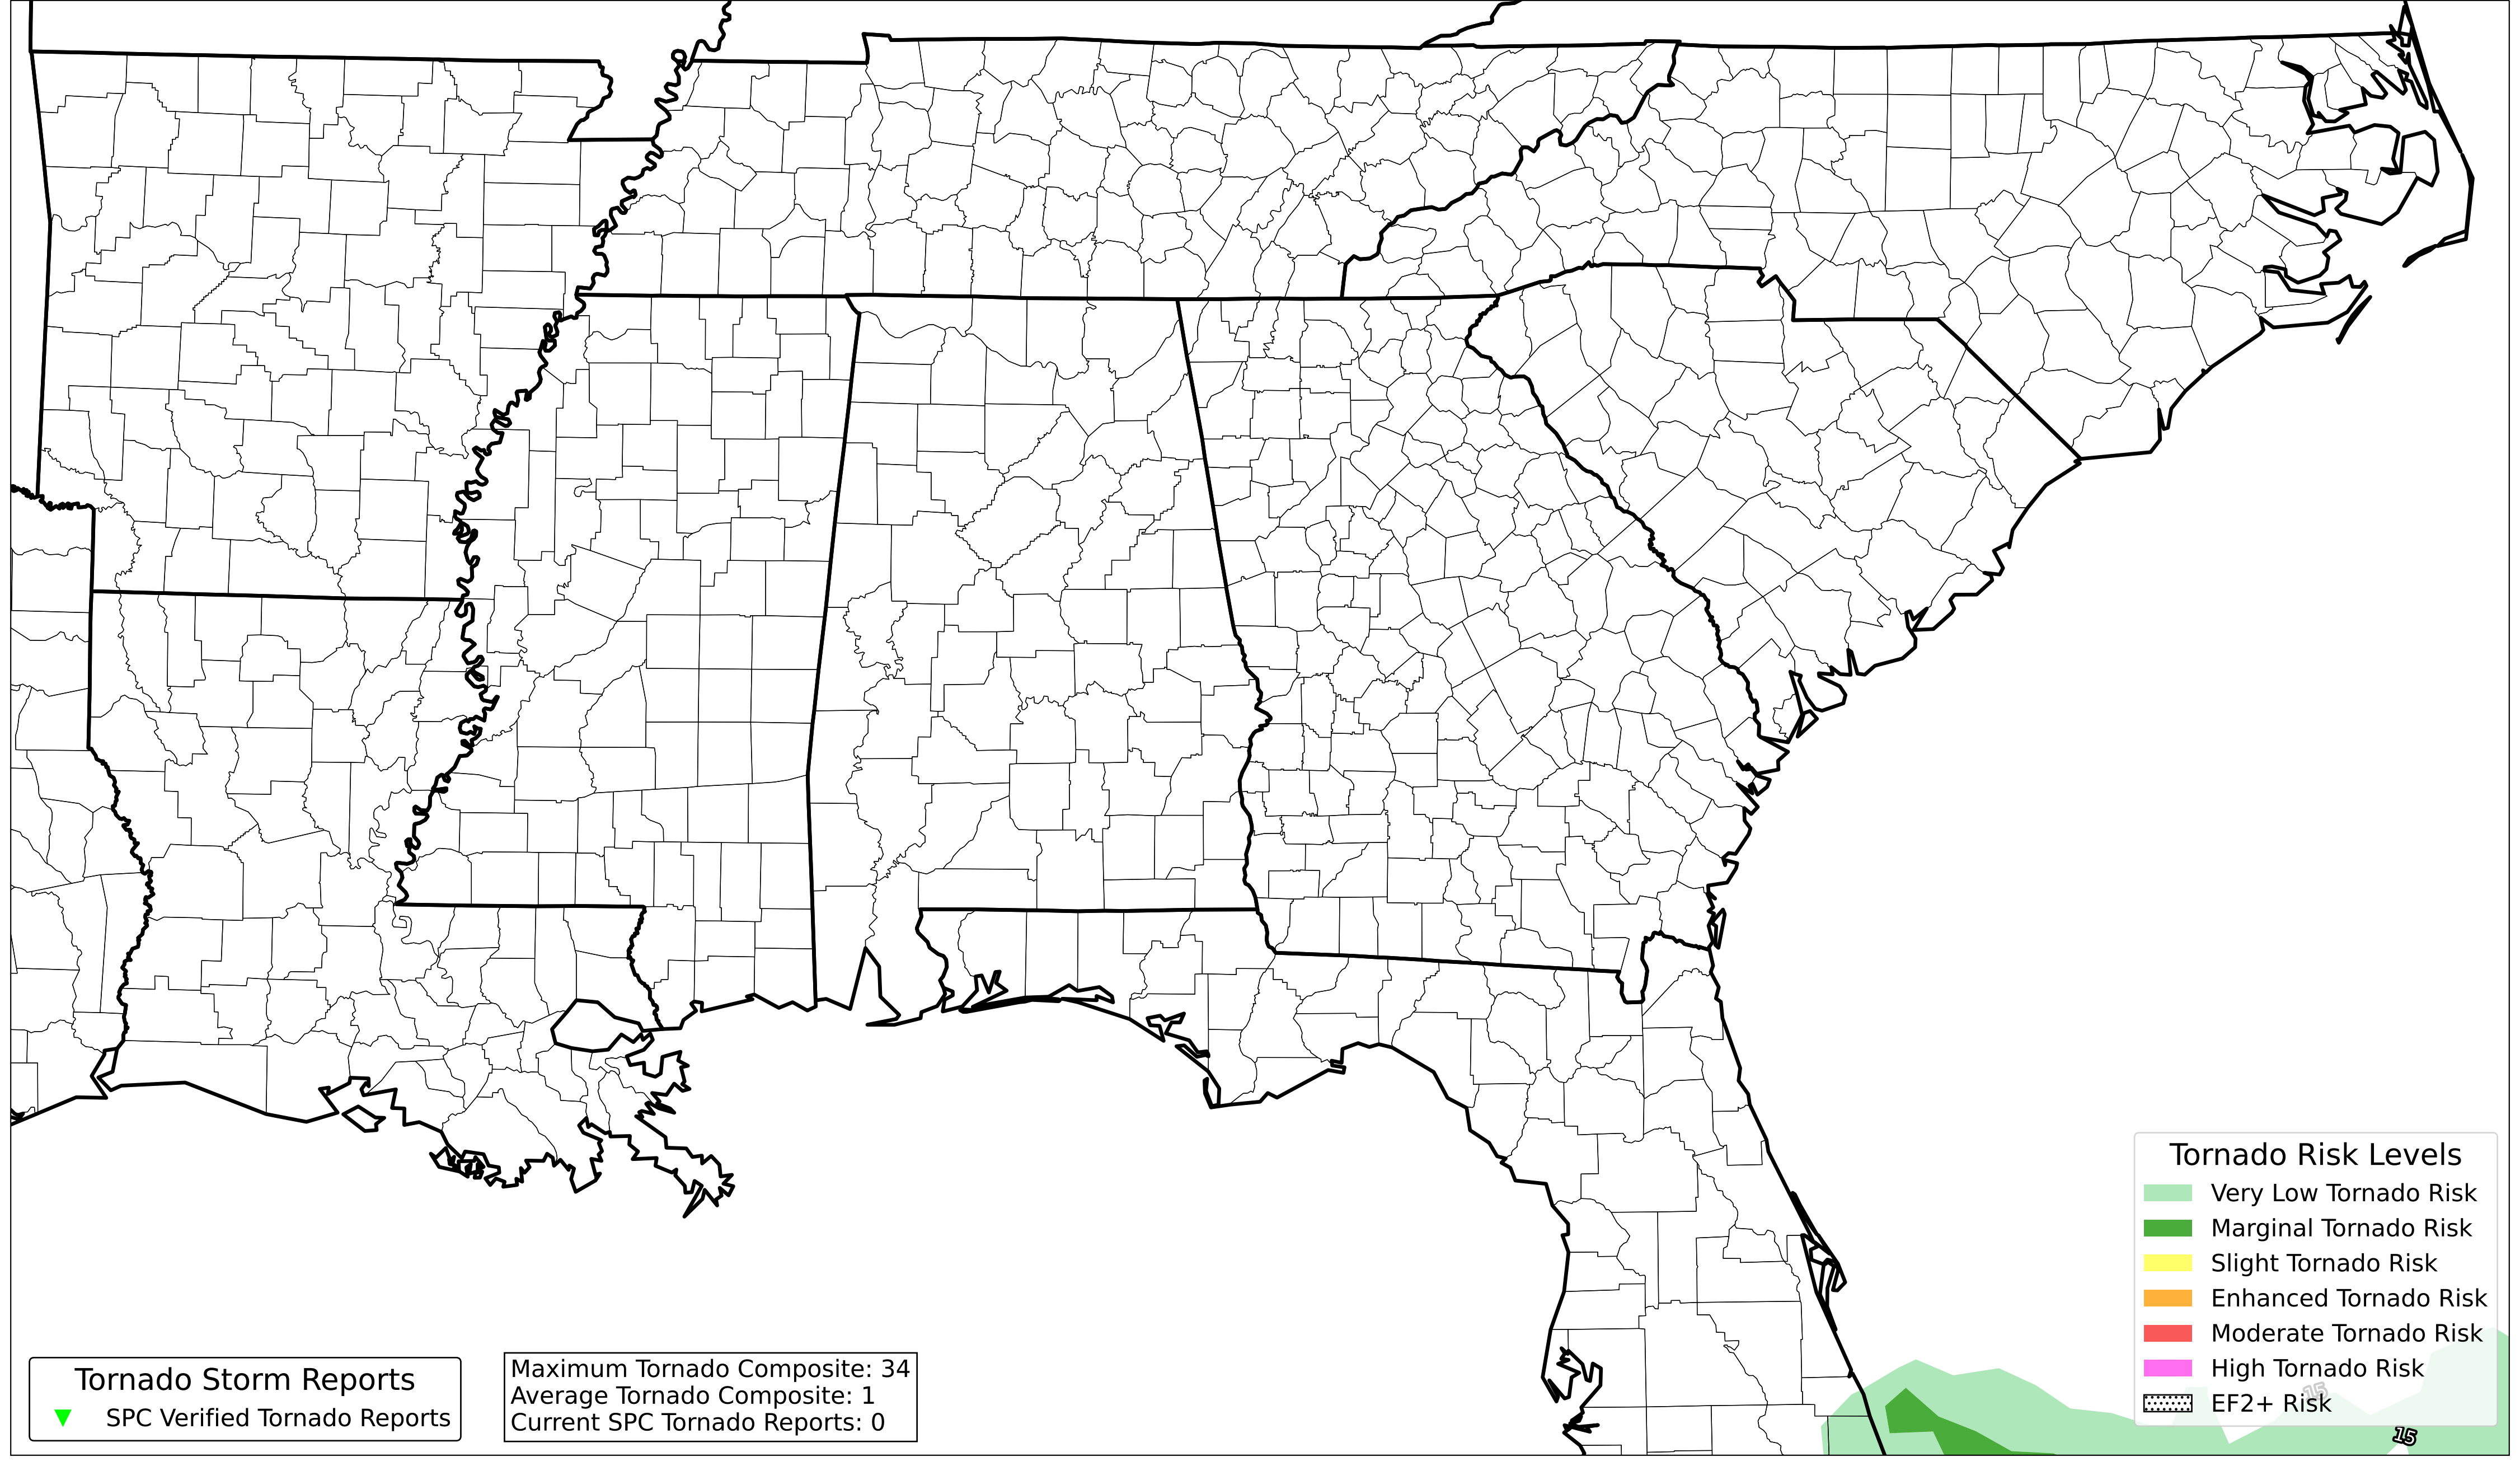 Tornado Risk Levels
Very Low Tornado Risk
Marginal Tornado Risk
Slight Tornado Risk
Enhanced Tornado Risk
Moderate Tornado Risk
High Tornado Risk
15
EF2+ Risk
15
Tornado Storm Reports
SPC Verified Tornado Reports
Maximum Tornado Composite: 34
Average Tornado Composite: 1
Current SPC Tornado Reports: 0